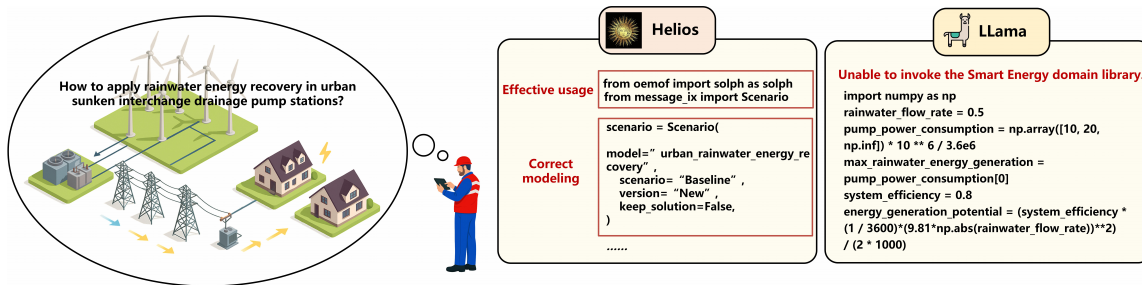 How to apply rainwater energy recovery in urban
sunken interchange drainage pump stations?
Helios
Effective usage
from oemof import solph as solph
from message_ix import Scenario
Correct
modeling
scenario = Scenario(
model=” urban_rainwater_energy_re
covery” ,
scenario= “Baseline” ,
version= “New” ,
keep_solution=False,
)
......
LLama
Unable to invoke the Smart Energy domain library.
import numpy as np
rainwater_flow_rate = 0.5
pump_power_consumption = np.array([10, 20,
np.inf]) * 10 ** 6 / 3.6e6
max_rainwater_energy_generation =
pump_power_consumption[0]
system_efficiency = 0.8
energy_generation_potential = (system_efficiency *
(1 / 3600)*(9.81*np.abs(rainwater_flow_rate))**2)
/ (2 * 1000)